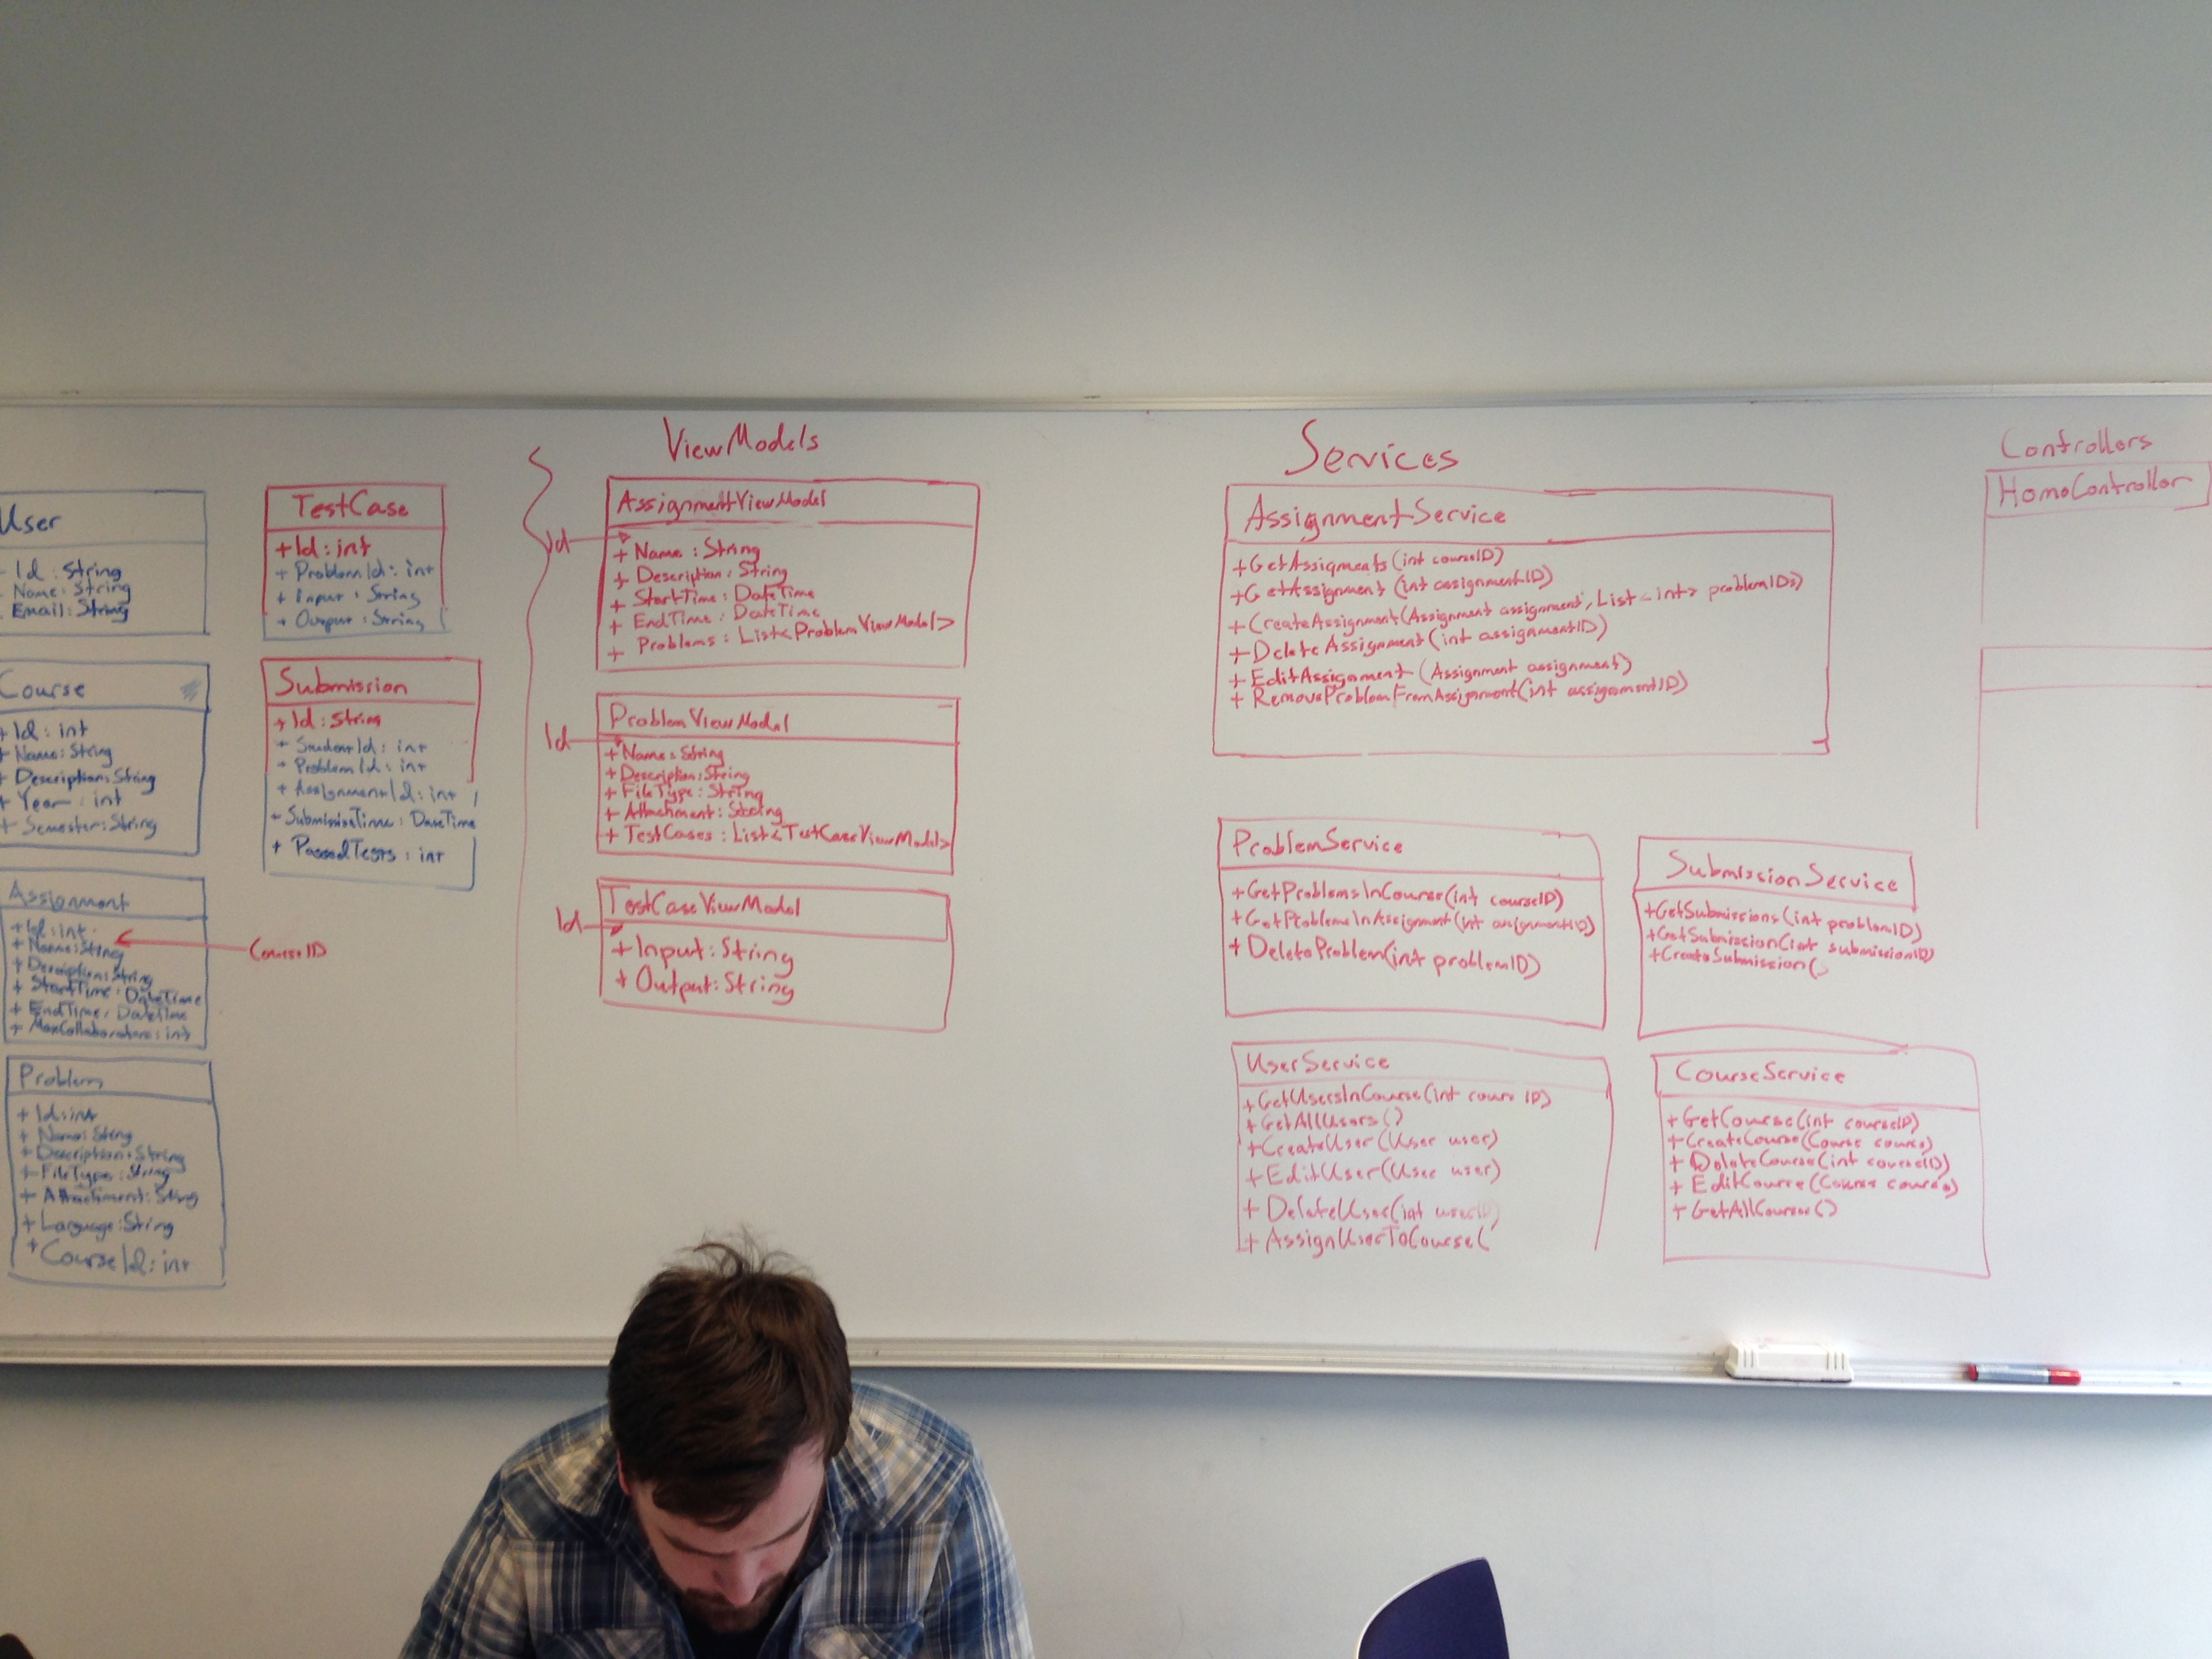 User
Id : String
Name : String
Email : String
Course
+ Id : int
+ Name : String
+ Description : String
+ Year : int
+ Semester : String
Assignment
+ Id : int
+ Name : String
+ Description : String
+ StartTime : DateTime
+ EndTime : DateTime
+ MaxCollaborators : int
CourseID
Problem
+ Id : int
+ Name : String
+ Description : String
+ FileType : String
+ Attachment : String
+ Language : String
+ CourseId : int
TestCase
+ Id : int
+ ProblemId : int
+ Input : String
+ Output : String
Submission
+ Id : String
+ StudentId : int
+ ProblemId : int
+ AssignmentId : int
+ : DateTime
+ PassedTests : int
ViewModels
AssignmentViewModel
Id
+ Name : String
+ Description : String
+ StartTime : DateTime
+ EndTime : DateTime
+ Problems : List<ProblemViewModel>
ProblemViewModel
Id
+ Name : String
+ Description : String
+ FileType : String
+ Attachment : String
+ TestCases : List<TestCaseViewModel>
TestCaseViewModel
Id
+ Input : String
+ Output : String
Services
AssignmentService
+ GetAssigments (int courseID)
+ GetAssignment (int assignmentID)
+ CreateAssignment(Assignment assignment, List<int> problemIDs)
+ DeleteAssignment (int assignmentID)
+ EditAssignment (Assignment assignment)
+ RemoveProblemFromAssignment(int assignmentID)
ProblemService
+ GetProblemsInCourse(int courseID)
+ GetProblemsInAssignment(int assignmentID)
+ DeleteProblem(int problemID)
SubmissionService
+ GetSubmissions (int problemID)
+ GetSubmission(int submissionID)
+ CreateSubmission(
UserService
+ GetUsersInCourse(int cours ID)
+ GetAllUsers ()
+ CreateUser (User user)
+ EditUser (User user)
+ DeleteUser(int userID)
+ AssignUserToCourse(
CourseService
+ GetCourse(int courseID)
+ CreateCourse(Course course)
+ DeleteCourse(int courseID)
+ EditCourse (Course course)
+ GetAllCourses ()
Controllers
HomeController